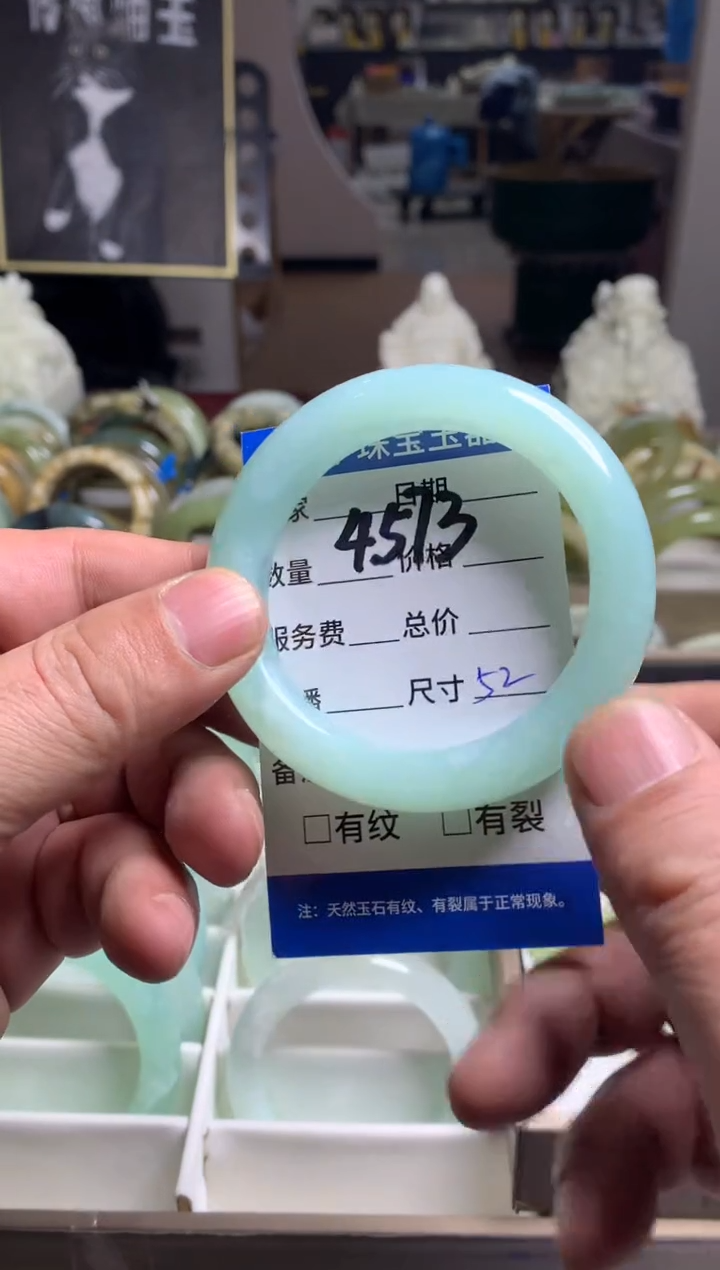 珠宝玉器
家 日期
4573
数量 价格
服务费 总价
番 尺寸 52
备
□有纹 □有裂
注：天然玉石有纹、有裂属于正常现象。